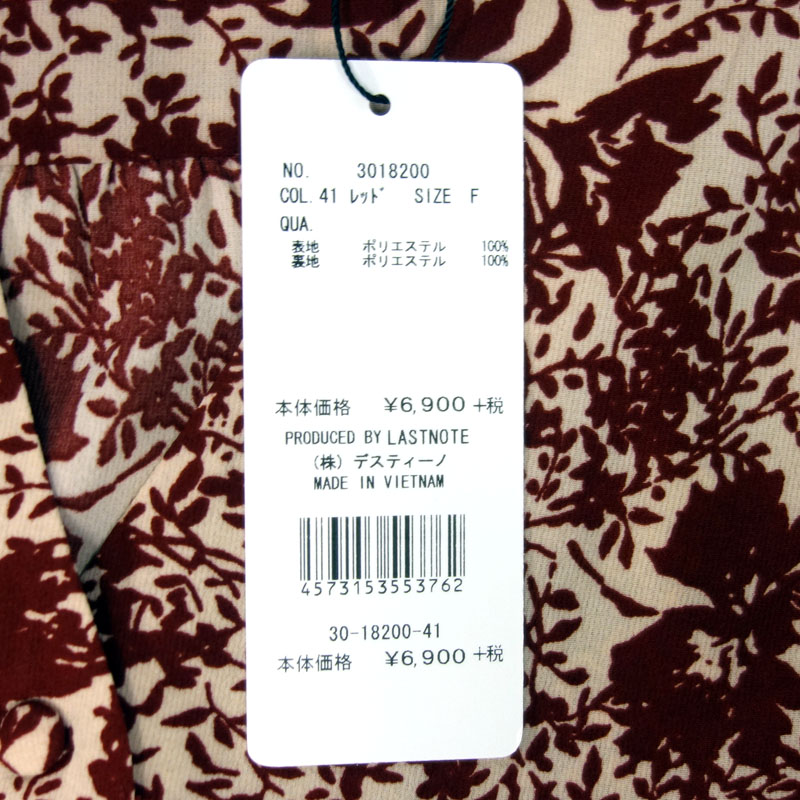 NO. 3018200
COL. 41 ﾚｯﾄﾞ SIZE F
QUA.
表地 ポリエステル 100%
裏地 ポリエステル 100%
本体価格 ¥6,900 +税
PRODUCED BY LASTNOTE
（株）デスティーノ
MADE IN VIETNAM
4573153553762
30-18200-41
本体価格 ¥6,900 +税